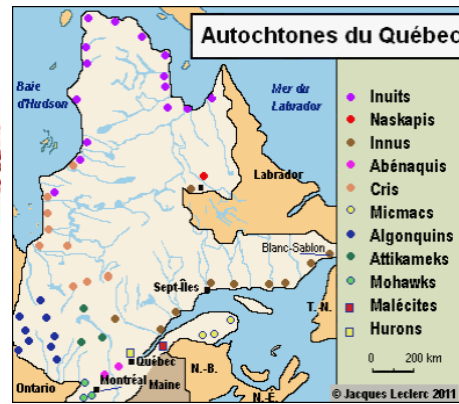 Autochtones du Québec
Baie
d'Hudson
Mer du
Labrador
Inuits
Naskapis
Innus
Abénaquis
Cris
Micmacs
Algonquins
Attikameks
Mohawks
Malécites
Hurons
Labrador
Blanc-Sablon
Sept-Îles
T.-N.
Québec
Montréal
Ontario
Maine
N.-B.
N.-É.
0 200 km
© Jacques Leclerc 2011